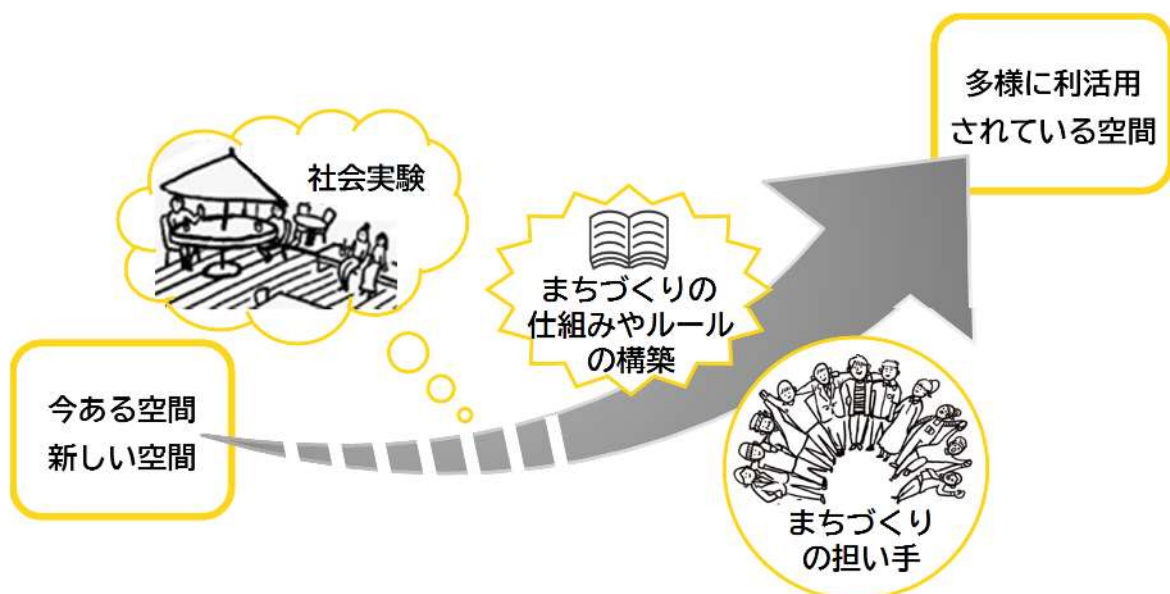 今ある空間
新しい空間
社会実験
まちづくりの
仕組みやルール
の構築
まちづくり
の担い手
多様に利活用
されている空間